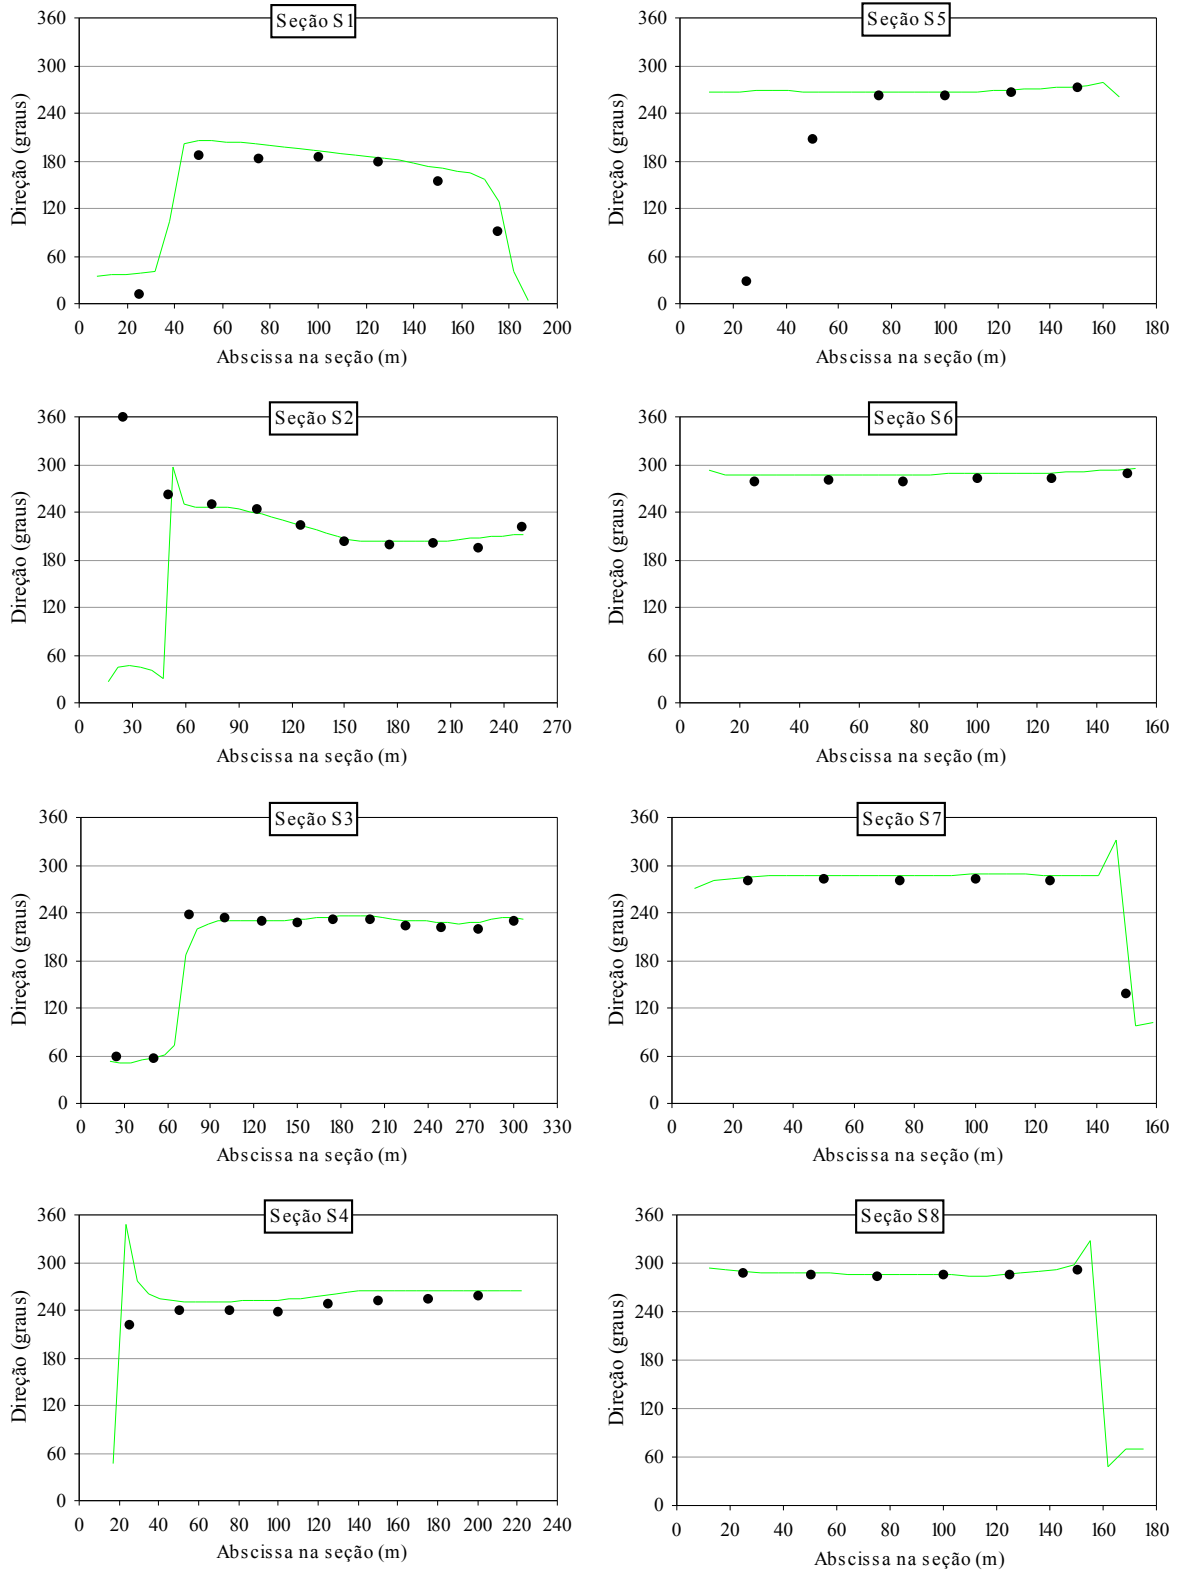 Seção S1
360
300
240
180
120
60
0
Direção (graus)
0 20 40 60 80 100 120 140 160 180 200
Abscissa na seção (m)
Seção S5
360
300
240
180
120
60
0
Direção (graus)
0 20 40 60 80 100 120 140 160 180
Abscissa na seção (m)
Seção S2
360
300
240
180
120
60
0
Direção (graus)
0 30 60 90 120 150 180 210 240 270
Abscissa na seção (m)
Seção S6
360
300
240
180
120
60
0
Direção (graus)
0 20 40 60 80 100 120 140 160
Abscissa na seção (m)
Seção S3
360
300
240
180
120
60
0
Direção (graus)
0 30 60 90 120 150 180 210 240 270 300 330
Abscissa na seção (m)
Seção S7
360
300
240
180
120
60
0
Direção (graus)
0 20 40 60 80 100 120 140 160
Abscissa na seção (m)
Seção S4
360
300
240
180
120
60
0
Direção (graus)
0 20 40 60 80 100 120 140 160 180 200 220 240
Abscissa na seção (m)
Seção S8
360
300
240
180
120
60
0
Direção (graus)
0 20 40 60 80 100 120 140 160 180
Abscissa na seção (m)